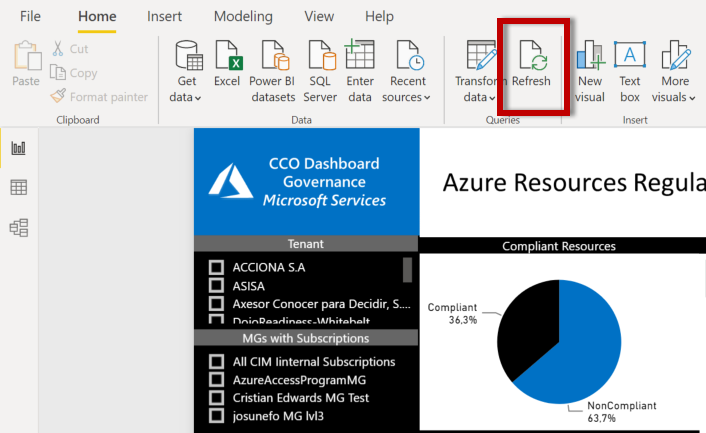 File Home Insert Modeling View Help
Cut
Copy
Format painter
Paste
Get data
Excel
Power BI datasets
SQL Server
Enter data
Recent sources
Transform data
Refresh
New visual
Text box
More visuals
Clipboard Data Queries Insert
CCO Dashboard
Governance
Microsoft Services
Azure Resources Regula
Tenant
ACCIONA S.A
ASISA
Axesor Conocer para Decidir, S....
DojoReadiness-Whitebelt
MGs with Subscriptions
All CIM Iinternal Subscriptions
AzureAccessProgramMG
Cristian Edwards MG Test
josunefo MG lvl3
Compliant Resources
Compliant
36,3%
NonCompliant
63,7%